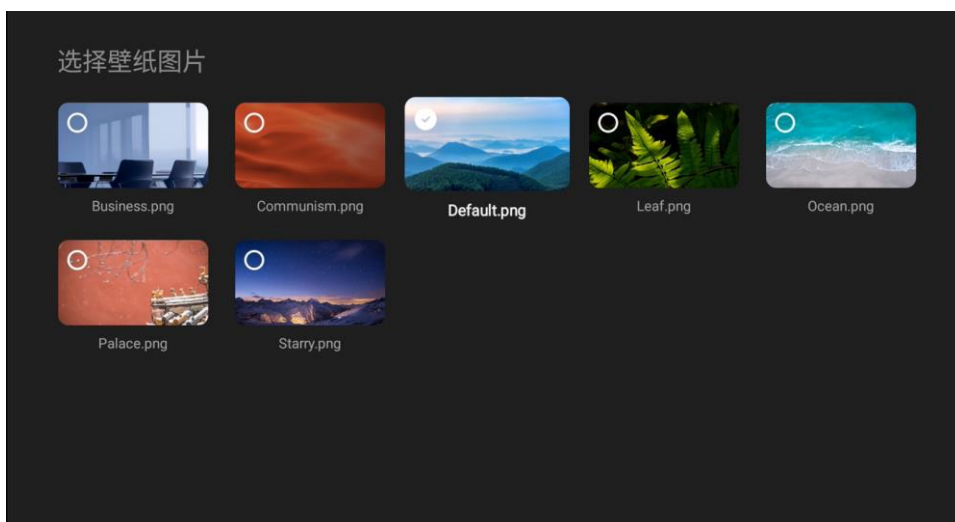 选择壁纸图片
Business.png
Communism.png
Default.png
Leaf.png
Ocean.png
Palace.png
Starry.png